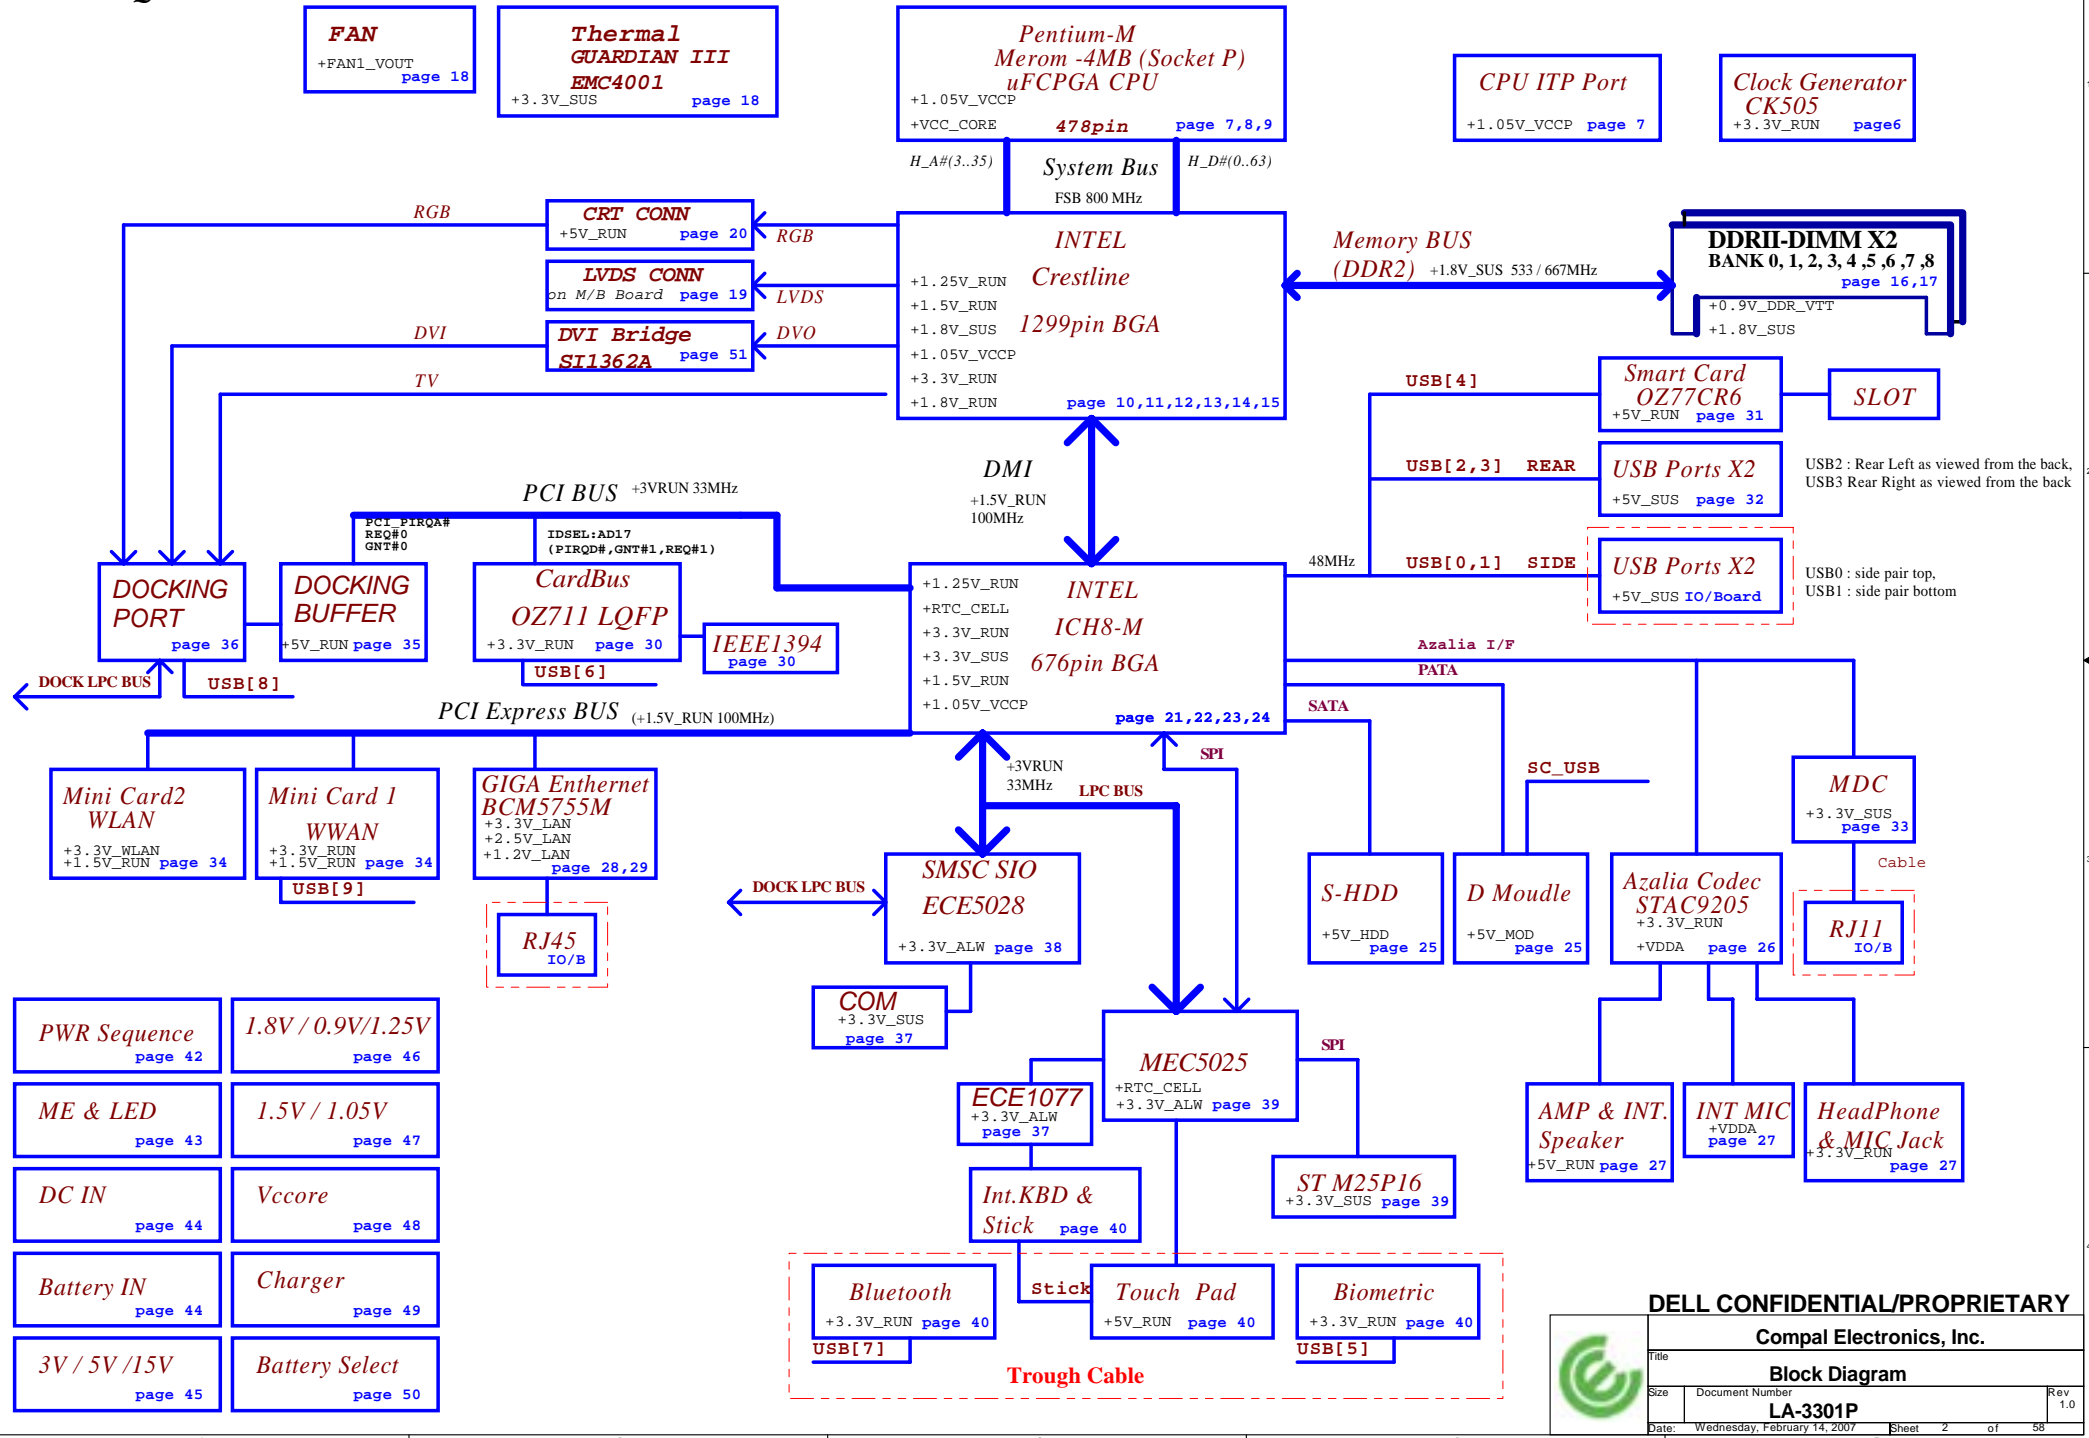 FAN
+FAN1_VOUT
page 18
Thermal
GUARDIAN III
EMC4001
+3.3V_SUS page 18
Pentium-M
Merom -4MB (Socket P)
uFCPGA CPU
+1.05V_VCCP
+VCC_CORE 478pin page 7,8,9
CPU ITP Port
+1.05V_VCCP page 7
Clock Generator
CK505
+3.3V_RUN page6
H_A#(3..35) System Bus H_D#(0..63)
FSB 800 MHz
RGB
CRT CONN
+5V_RUN page 20
RGB
LVDS CONN
on M/B Board page 19
LVDS
DVI
DVI Bridge
SI1362A page 51
DVO
TV
INTEL
Crestline
1299pin BGA
+1.25V_RUN
+1.5V_RUN
+1.8V_SUS
+1.05V_VCCP
+3.3V_RUN
+1.8V_RUN
page 10,11,12,13,14,15
Memory BUS
(DDR2) +1.8V_SUS 533 / 667MHz
DDRII-DIMM X2
BANK 0, 1, 2, 3, 4 ,5 ,6 ,7 ,8
page 16,17
+0.9V_DDR_VTT
+1.8V_SUS
USB[4]
Smart Card
OZ77CR6
+5V_RUN page 31
SLOT
USB[2,3] REAR
USB Ports X2
+5V_SUS page 32
USB2 : Rear Left as viewed from the back,
USB3 Rear Right as viewed from the back
48MHz
USB[0,1] SIDE
USB Ports X2
+5V_SUS IO/Board
USB0 : side pair top,
USB1 : side pair bottom
DMI
+1.5V_RUN
100MHz
PCI BUS +3VRUN 33MHz
PCI_PIRQA#
REQ#0
GNT#0
IDSEL:AD17
(PIRQD#,GNT#1,REQ#1)
DOCKING
PORT
page 36
DOCKING
BUFFER
+5V_RUN page 35
CardBus
OZ711 LQFP
+3.3V_RUN page 30
IEEE1394
page 30
DOCK LPC BUS
USB[8]
USB[6]
INTEL
ICH8-M
676pin BGA
+1.25V_RUN
+RTC_CELL
+3.3V_RUN
+3.3V_SUS
+1.5V_RUN
+1.05V_VCCP
page 21,22,23,24
Azalia I/F
PATA
SATA
PCI Express BUS (+1.5V_RUN 100MHz)
Mini Card2
WLAN
+3.3V_WLAN
+1.5V_RUN page 34
Mini Card 1
WWAN
+3.3V_RUN
+1.5V_RUN page 34
USB[9]
GIGA Enthernet
BCM5755M
+3.3V_LAN
+2.5V_LAN
+1.2V_LAN
page 28,29
RJ45
IO/B
+3VRUN
33MHz
LPC BUS
SPI
SC_USB
DOCK LPC BUS
SMSC SIO
ECE5028
+3.3V_ALW page 38
COM
+3.3V_SUS
page 37
S-HDD
+5V_HDD
page 25
D Moudle
+5V_MOD
page 25
MDC
+3.3V_SUS
page 33
Cable
Azalia Codec
STAC9205
+3.3V_RUN
+VDDA page 26
RJ11
IO/B
MEC5025
+RTC_CELL
+3.3V_ALW page 39
SPI
ECE1077
+3.3V_ALW
page 37
ST M25P16
+3.3V_SUS page 39
Int.KBD &
Stick page 40
AMP & INT.
Speaker
+5V_RUN page 27
INT MIC
+VDDA
page 27
HeadPhone
& MIC Jack
+3.3V_RUN
page 27
Bluetooth
+3.3V_RUN page 40
USB[7]
Stick
Touch Pad
+5V_RUN page 40
Biometric
+3.3V_RUN page 40
USB[5]
Trough Cable
PWR Sequence
page 42
1.8V / 0.9V/1.25V
page 46
ME & LED
page 43
1.5V / 1.05V
page 47
DC IN
page 44
Vccore
page 48
Battery IN
page 44
Charger
page 49
3V / 5V /15V
page 45
Battery Select
page 50
DELL CONFIDENTIAL/PROPRIETARY
Compal Electronics, Inc.
Title
Block Diagram
Size Document Number Rev
LA-3301P 1.0
Date: Wednesday, February 14, 2007 Sheet 2 of 58